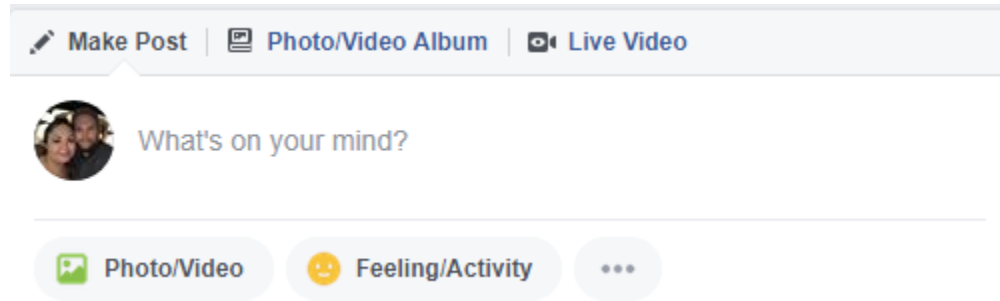 Make Post Photo/Video Album Live Video
What's on your mind?
Photo/Video Feeling/Activity